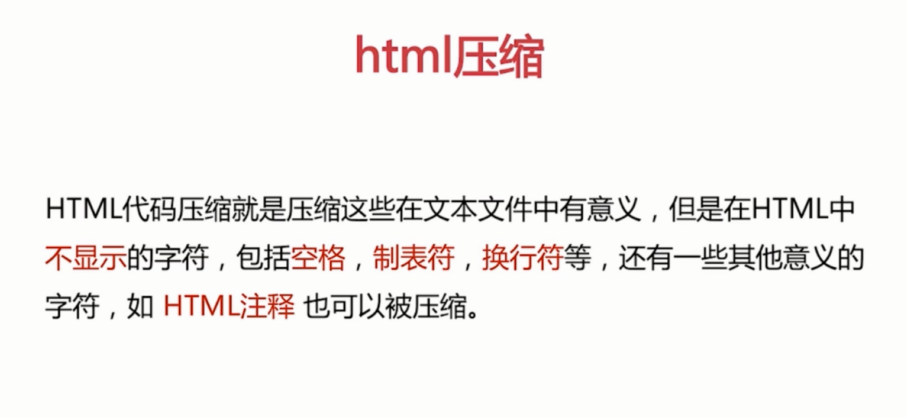 html压缩
HTML代码压缩就是压缩这些在文本文件中有意义，但是在HTML中
不显示的字符，包括空格，制表符，换行符等，还有一些其他意义的
字符，如 HTML注释 也可以被压缩。